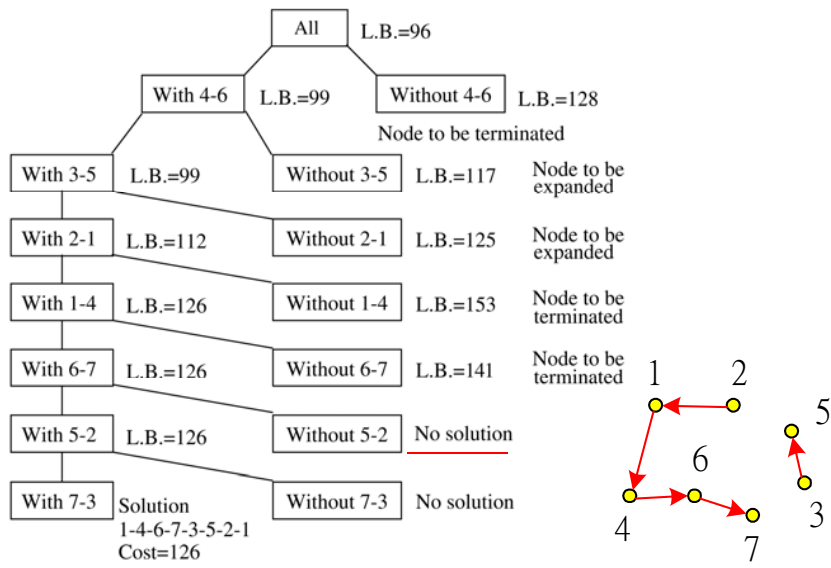 All L.B.=96
With 4-6 L.B.=99 Without 4-6 L.B.=128
Node to be terminated
With 3-5 L.B.=99 Without 3-5 L.B.=117 Node to be
expanded
With 2-1 L.B.=112 Without 2-1 L.B.=125 Node to be
expanded
With 1-4 L.B.=126 Without 1-4 L.B.=153 Node to be
terminated
With 6-7 L.B.=126 Without 6-7 L.B.=141 Node to be
terminated
With 5-2 L.B.=126 Without 5-2 No solution
With 7-3 Solution Without 7-3 No solution
1-4-6-7-3-5-2-1
Cost=126
1 2
5
6
4 3
7